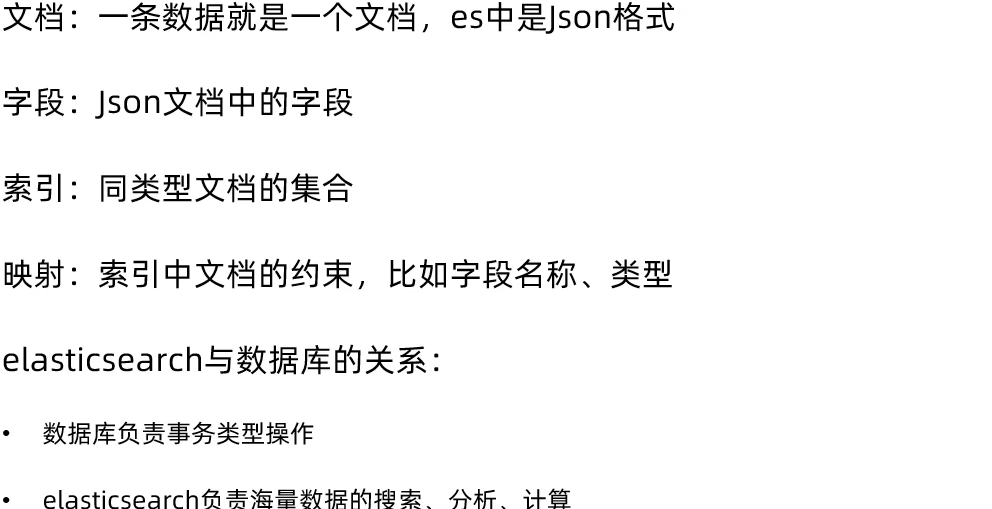 文档：一条数据就是一个文档，es中是Json格式
字段：Json文档中的字段
索引：同类型文档的集合
映射：索引中文档的约束，比如字段名称、类型
elasticsearch与数据库的关系：
• 数据库负责事务类型操作
• elasticsearch负责海量数据的搜索、分析、计算